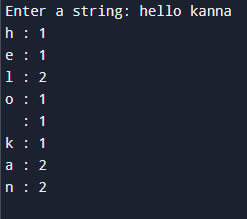 Enter a string: hello kanna
h : 1
e : 1
l : 2
o : 1
  : 1
k : 1
a : 2
n : 2